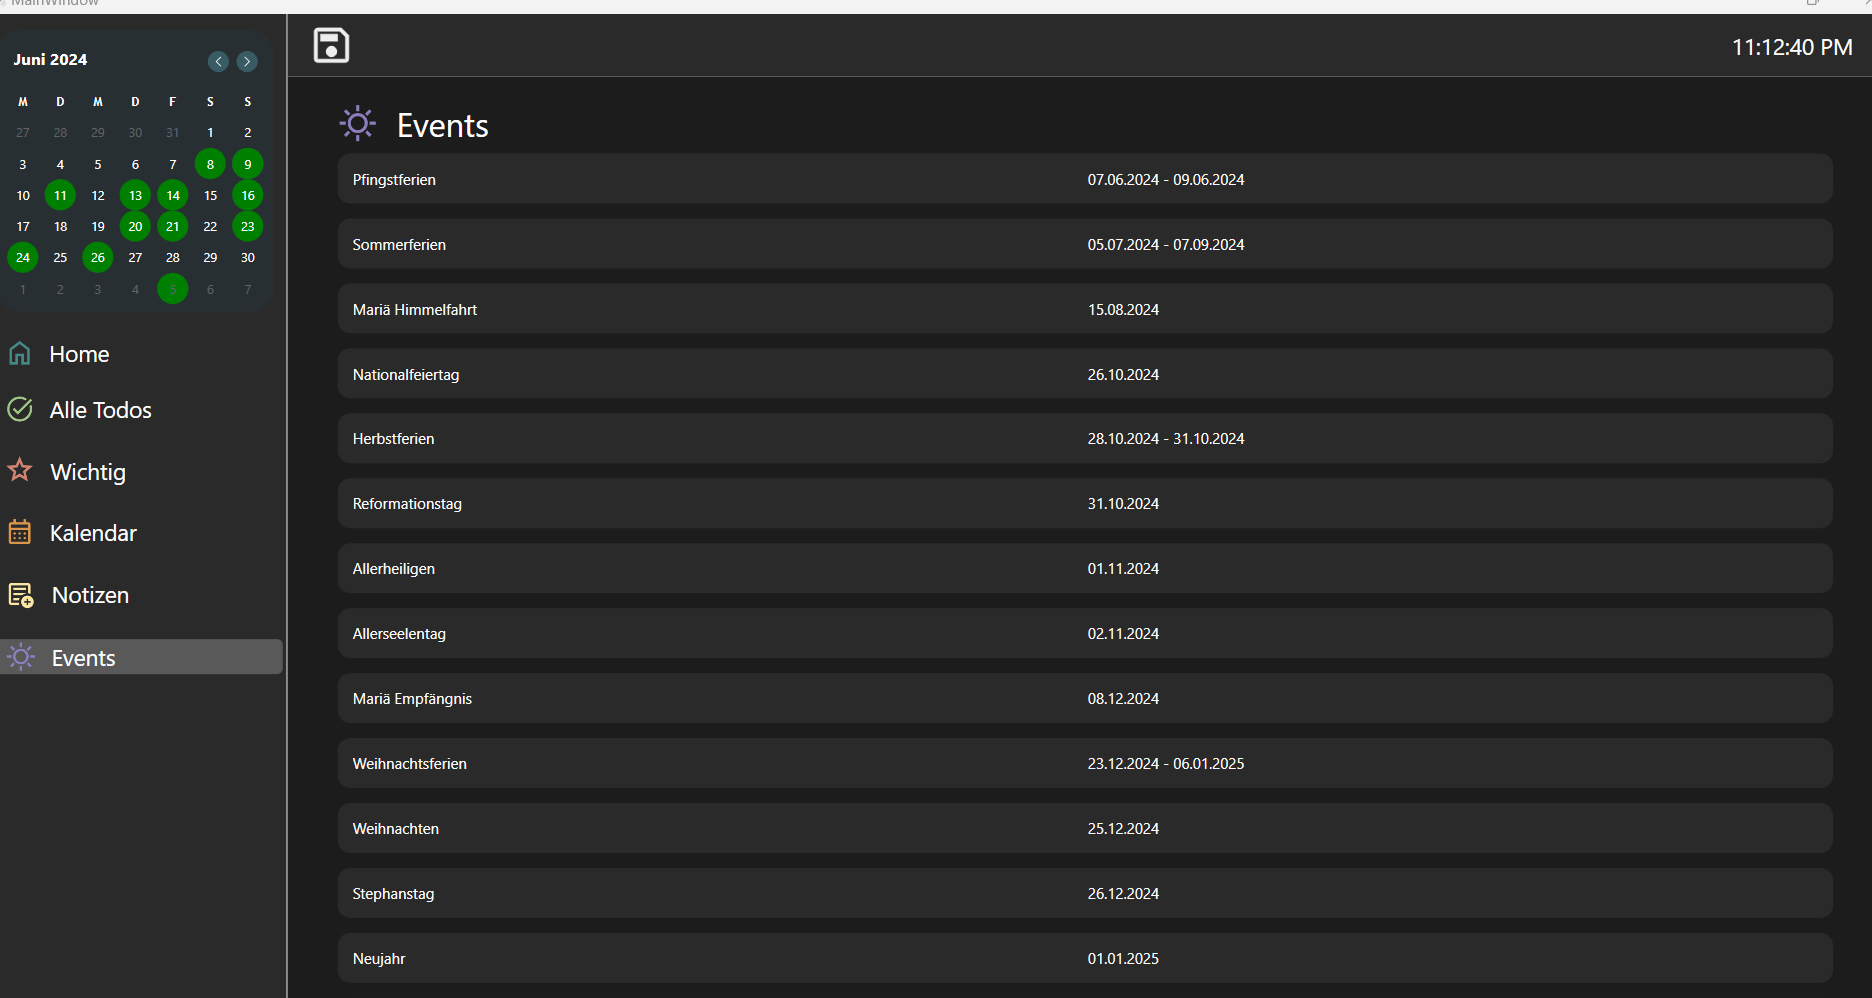 MainWindow
Juni 2024
M D M D F S S
27 28 29 30 31 1 2
3 4 5 6 7 8 9
10 11 12 13 14 15 16
17 18 19 20 21 22 23
24 25 26 27 28 29 30
1 2 3 4 5 6 7
Home
Alle Todos
Wichtig
Kalendar
Notizen
Events
11:12:40 PM
Events
Pfingstferien 07.06.2024 - 09.06.2024
Sommerferien 05.07.2024 - 07.09.2024
Mariä Himmelfahrt 15.08.2024
Nationalfeiertag 26.10.2024
Herbstferien 28.10.2024 - 31.10.2024
Reformationstag 31.10.2024
Allerheiligen 01.11.2024
Allerseelentag 02.11.2024
Mariä Empfängnis 08.12.2024
Weihnachtsferien 23.12.2024 - 06.01.2025
Weihnachten 25.12.2024
Stephanstag 26.12.2024
Neujahr 01.01.2025